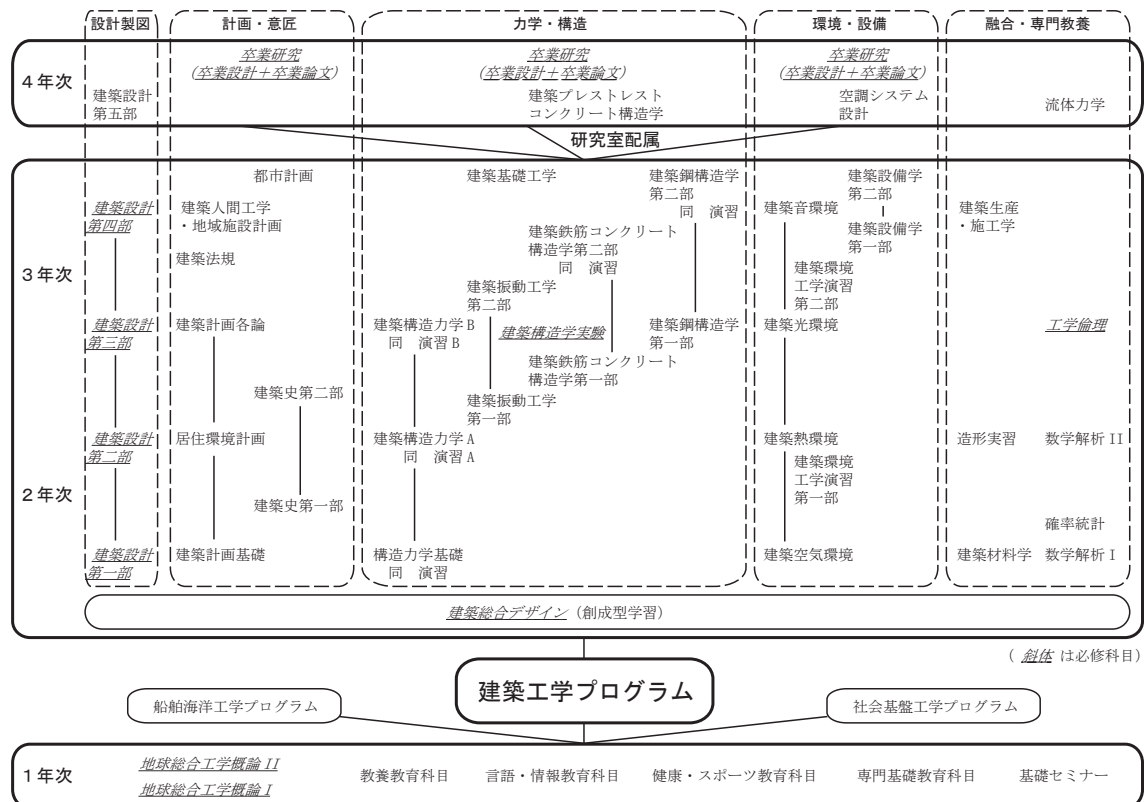 設計製図
計画・意匠
力学・構造
環境・設備
融合・専門教養
4年次
卒業研究
(卒業設計+卒業論文)
卒業研究
(卒業設計+卒業論文)
卒業研究
(卒業設計+卒業論文)
建築設計
第五部
建築プレストレスト
コンクリート構造学
空調システム
設計
流体力学
研究室配属
3年次
都市計画
建築基礎工学
建築鋼構造学
第二部
同 演習
建築設備学
第二部
建築設計
第四部
建築人間工学
・地域施設計画
建築音環境
建築生産
・施工学
建築鉄筋コンクリート
構造学第二部
同 演習
建築設備学
第一部
建築法規
建築環境
工学演習
第二部
建築振動工学
第二部
建築設計
第三部
建築計画各論
建築構造力学B
同 演習B
建築構造学実験
建築鋼構造学
第一部
建築光環境
工学倫理
建築鉄筋コンクリート
構造学第一部
建築史第二部
建築振動工学
第一部
2年次
建築設計
第二部
居住環境計画
建築構造力学A
同 演習A
建築熱環境
造形実習
数学解析 II
建築環境
工学演習
第一部
建築史第一部
確率統計
建築設計
第一部
建築計画基礎
構造力学基礎
同 演習
建築空気環境
建築材料学
数学解析 I
建築総合デザイン(創成型学習)
( 斜体 は必修科目)
建築工学プログラム
船舶海洋工学プログラム
社会基盤工学プログラム
1年次
地球総合工学概論 II
地球総合工学概論 I
教養教育科目
言語・情報教育科目
健康・スポーツ教育科目
専門基礎教育科目
基礎セミナー